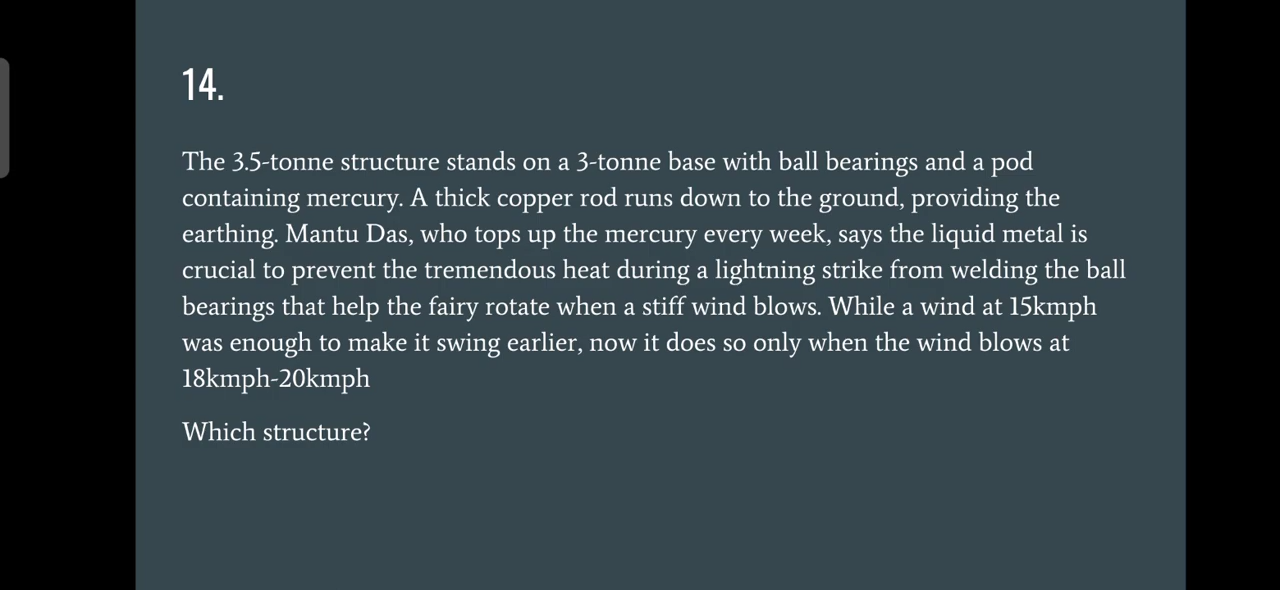 14.
The 3.5-tonne structure stands on a 3-tonne base with ball bearings and a pod
containing mercury. A thick copper rod runs down to the ground, providing the
earthing. Mantu Das, who tops up the mercury every week, says the liquid metal is
crucial to prevent the tremendous heat during a lightning strike from welding the ball
bearings that help the fairy rotate when a stiff wind blows. While a wind at 15kmph
was enough to make it swing earlier, now it does so only when the wind blows at
18kmph-20kmph
Which structure?